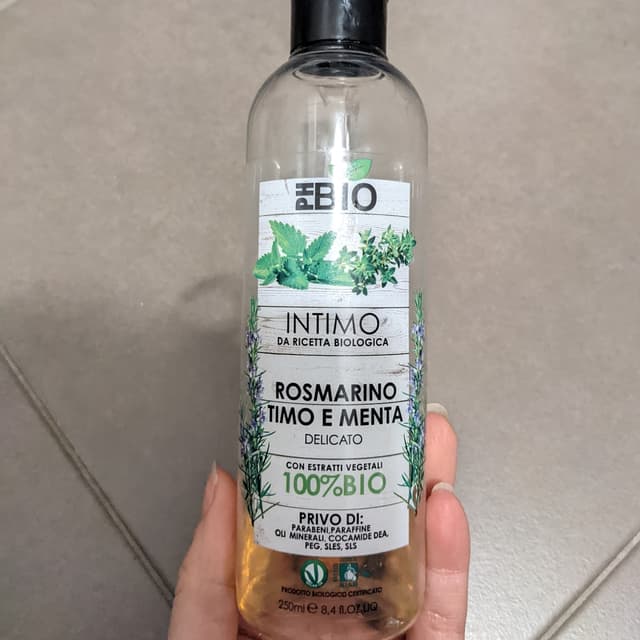 PH BIO
INTIMO
DA RICETTA BIOLOGICA
ROSMARINO
TIMO E MENTA
DELICATO
CON ESTRATTI VEGETALI
100%BIO
PRIVO DI:
PARABENI,PARAFFINE
OLI MINERALI, COCAMIDE DEA,
PEG, SLES, SLS
PRODOTTO BIOLOGICO CERTIFICATO
250ml e 8,4 fl.OZ.LIQ